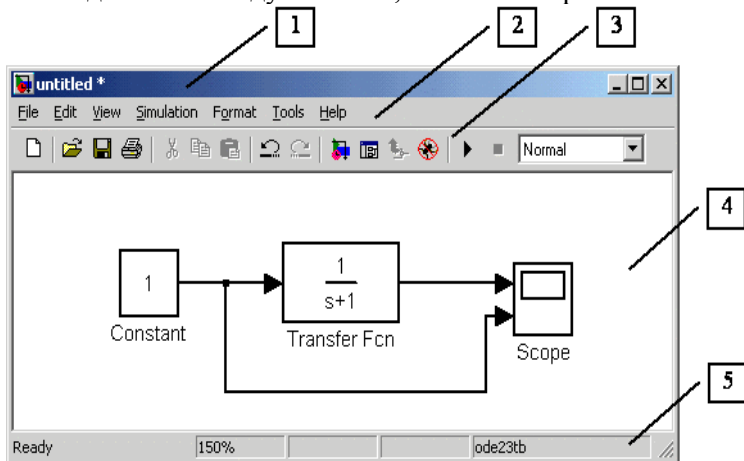 1 2 3
untitled *
File Edit View Simulation Format Tools Help
Normal
4
1
1
s+1
Constant
Transfer Fcn
Scope
5
Ready 150% ode23tb